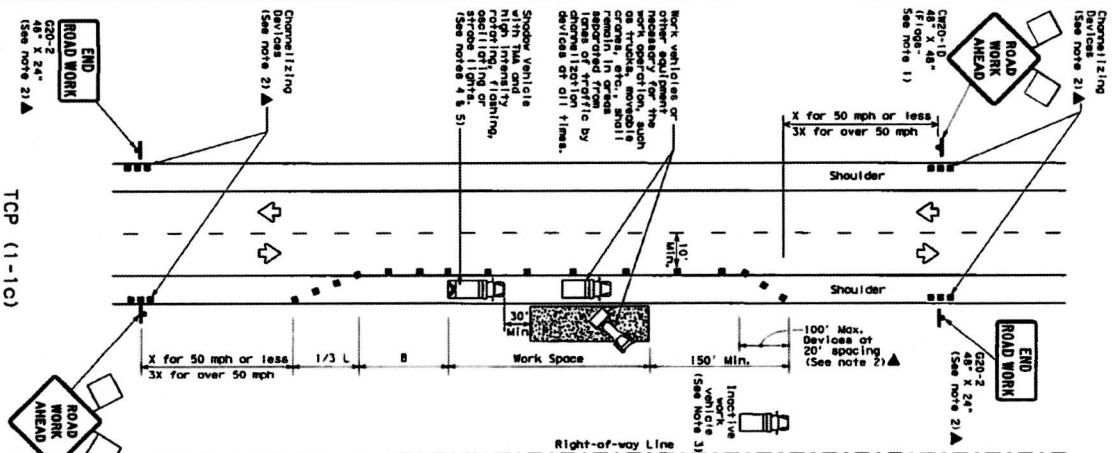 Channelizing
Devices
(See note 2)▲
END
ROAD WORK
G20-2
48" X 24"
(See note 2)▲
Shadow Vehicle
with TMA and
high intensity
rotating, flashing,
oscillating or
strobe lights.
(See notes 4 & 5)
Work vehicles or
other equipment
necessary for the
work operation, such
as trucks, moveable
cranes, etc., shall
remain in areas
separated from
lanes of traffic by
channelization
devices at all times.
Channelizing
Devices
(See note 2)▲
CW20-1D
48" X 48"
(Flags-
See note 1)
ROAD
WORK
AHEAD
X for 50 mph or less
3X for over 50 mph
Shoulder
10'
Min.
Shoulder
30'
Min.
X for 50 mph or less
3X for over 50 mph
1/3 L
B
Work Space
150' Min.
100' Max.
Devices at
20' spacing
(See note 2)▲
END
ROAD WORK
G20-2
48" X 24"
(See note 2)▲
Inactive
work
vehicle
(See Note 3)
Right-of-way Line
ROAD
WORK
AHEAD
TCP (1-1c)